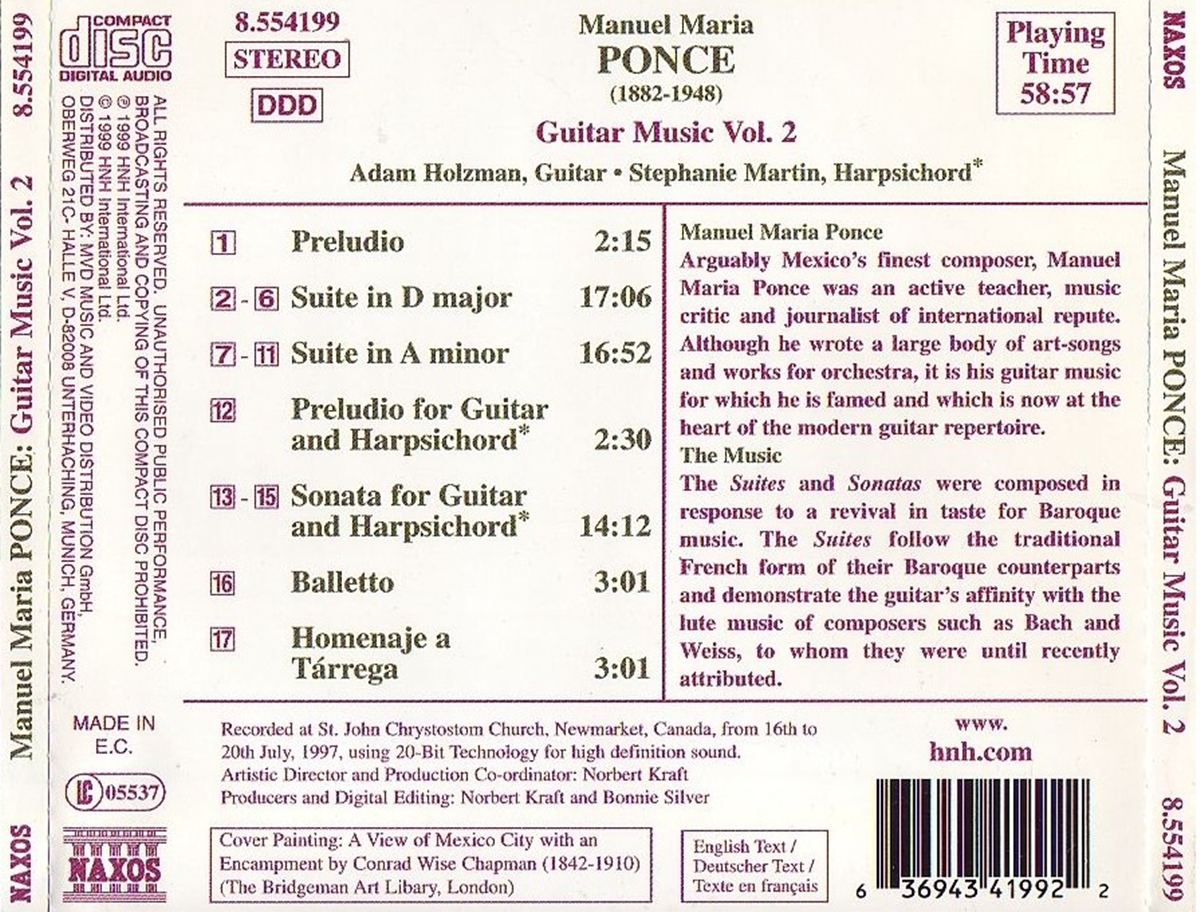 NAXOS
Manuel Maria PONCE: Guitar Music Vol. 2
8.554199
COMPACT
disc
DIGITAL AUDIO
ALL RIGHTS RESERVED. UNAUTHORISED PUBLIC PERFORMANCE,
BROADCASTING AND COPYING OF THIS COMPACT DISC PROHIBITED.
℗ 1999 HNH International Ltd.
© 1999 HNH International Ltd.
DISTRIBUTED BY: MVD MUSIC AND VIDEO DISTRIBUTION GmbH,
OBERWEG 21C- HALLE V, D-82008 UNTERHACHING, MUNICH, GERMANY.
MADE IN
E.C.
LC 05537
NAXOS
8.554199
STEREO
DDD
Manuel Maria
PONCE
(1882-1948)
Guitar Music Vol. 2
Adam Holzman, Guitar • Stephanie Martin, Harpsichord*
Playing
Time
58:57
1 Preludio 2:15
2 - 6 Suite in D major 17:06
7 - 11 Suite in A minor 16:52
12 Preludio for Guitar
and Harpsichord* 2:30
13 - 15 Sonata for Guitar
and Harpsichord* 14:12
16 Balletto 3:01
17 Homenaje a
Tárrega 3:01
Manuel Maria Ponce
Arguably Mexico's finest composer, Manuel
Maria Ponce was an active teacher, music
critic and journalist of international repute.
Although he wrote a large body of art-songs
and works for orchestra, it is his guitar music
for which he is famed and which is now at the
heart of the modern guitar repertoire.
The Music
The Suites and Sonatas were composed in
response to a revival in taste for Baroque
music. The Suites follow the traditional
French form of their Baroque counterparts
and demonstrate the guitar's affinity with the
lute music of composers such as Bach and
Weiss, to whom they were until recently
attributed.
Recorded at St. John Chrystostom Church, Newmarket, Canada, from 16th to
20th July, 1997, using 20-Bit Technology for high definition sound.
Artistic Director and Production Co-ordinator: Norbert Kraft
Producers and Digital Editing: Norbert Kraft and Bonnie Silver
Cover Painting: A View of Mexico City with an
Encampment by Conrad Wise Chapman (1842-1910)
(The Bridgeman Art Libary, London)
English Text /
Deutscher Text /
Texte en français
www.
hnh.com
6 36943 41992 2
NAXOS
Manuel Maria PONCE: Guitar Music Vol. 2
8.554199